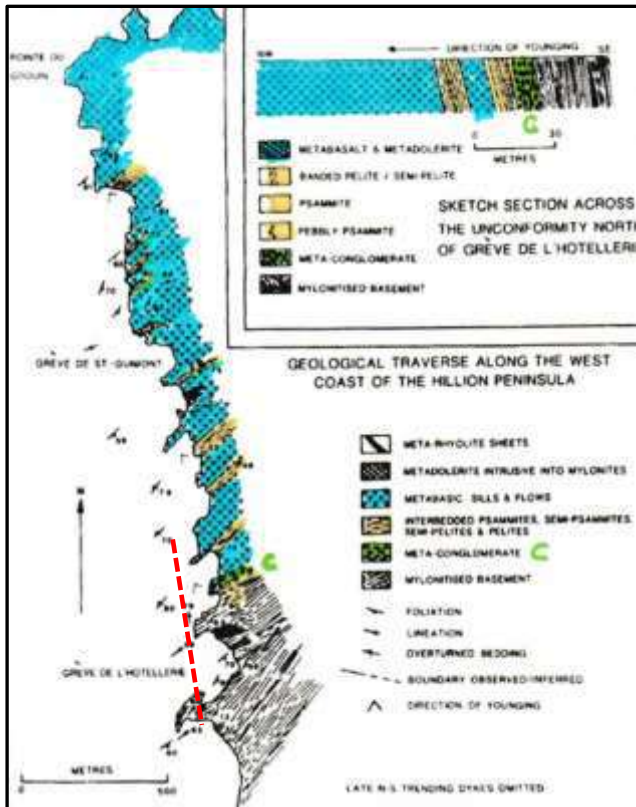 POINTE DU
GOUIN
DIRECTION OF YOUNGING
SE
C
0 30
METRES
METABASALT & METADOLERITE
BANDED PELITE / SEMI-PELITE
PSAMMITE
PEBBLY PSAMMITE
META-CONGLOMERATE
MYLONITISED BASEMENT
SKETCH SECTION ACROSS
THE UNCONFORMITY NORTH
OF GRÈVE DE L'HOTELLERIE
GEOLOGICAL TRAVERSE ALONG THE WEST
COAST OF THE HILLION PENINSULA
GRÈVE DE ST-GUIMONT
META-RHYOLITE SHEETS
METADOLERITE INTRUSIVE INTO MYLONITES
METABASIC SILLS & FLOWS
INTERBEDDED PSAMMITES, SEMI-PSAMMITES,
SEMI-PELITES & PELITES
META-CONGLOMERATE C
MYLONITISED BASEMENT
FOLIATION
LINEATION
OVERTURNED BEDDING
BOUNDARY OBSERVED/INFERRED
DIRECTION OF YOUNGING
N
C
GRÈVE DE L'HOTELLERIE
METRES
0 500
LATE N-S TRENDING DYKES OMITTED